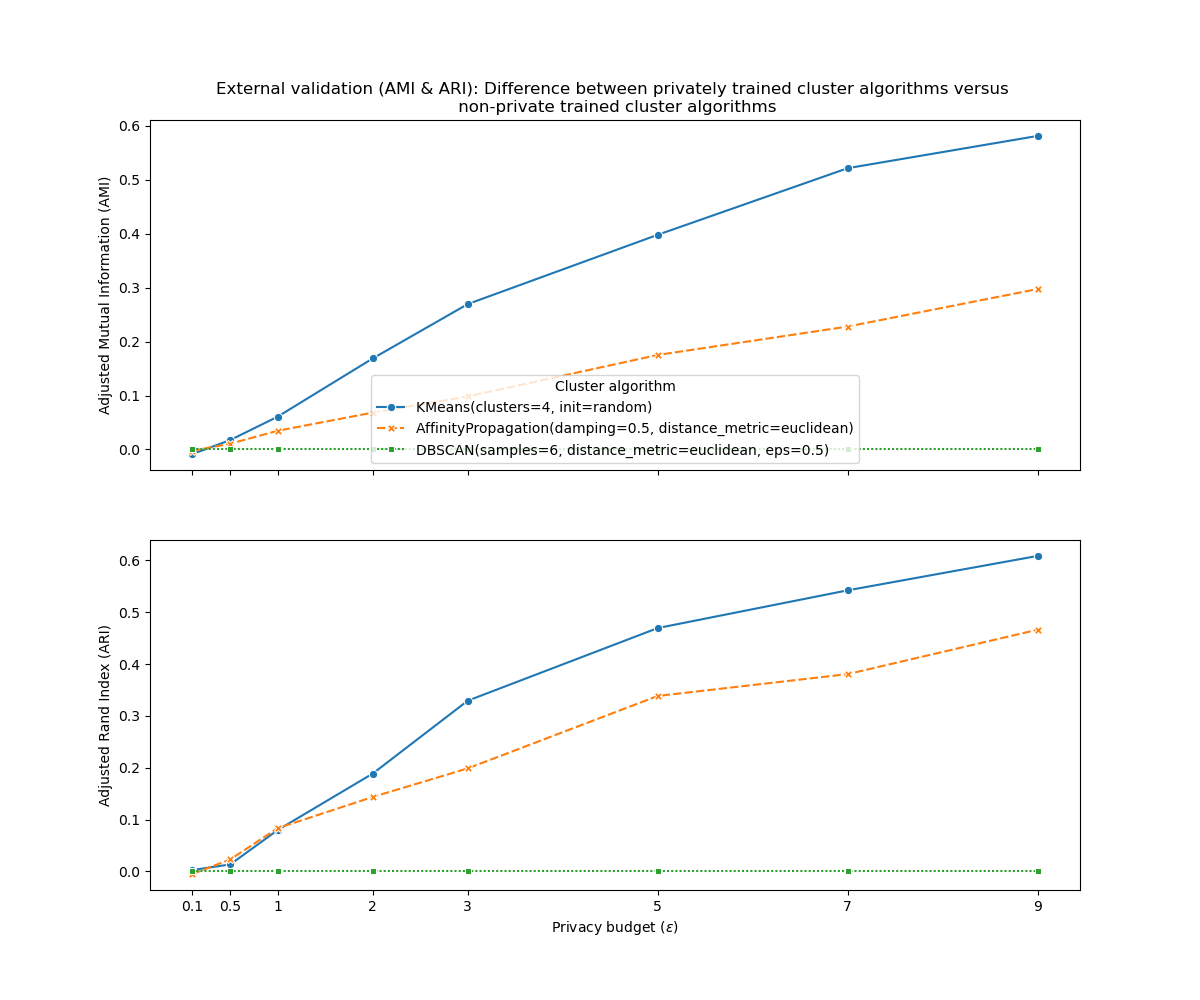 External validation (AMI & ARI): Difference between privately trained cluster algorithms versus
non-private trained cluster algorithms
0.6
0.5
0.4
0.3
0.2
0.1
0.0
Adjusted Mutual Information (AMI)
Cluster algorithm
KMeans(clusters=4, init=random)
AffinityPropagation(damping=0.5, distance_metric=euclidean)
DBSCAN(samples=6, distance_metric=euclidean, eps=0.5)
0.6
0.5
0.4
0.3
0.2
0.1
0.0
Adjusted Rand Index (ARI)
0.1 0.5 1 2 3 5 7 9
Privacy budget (ε)